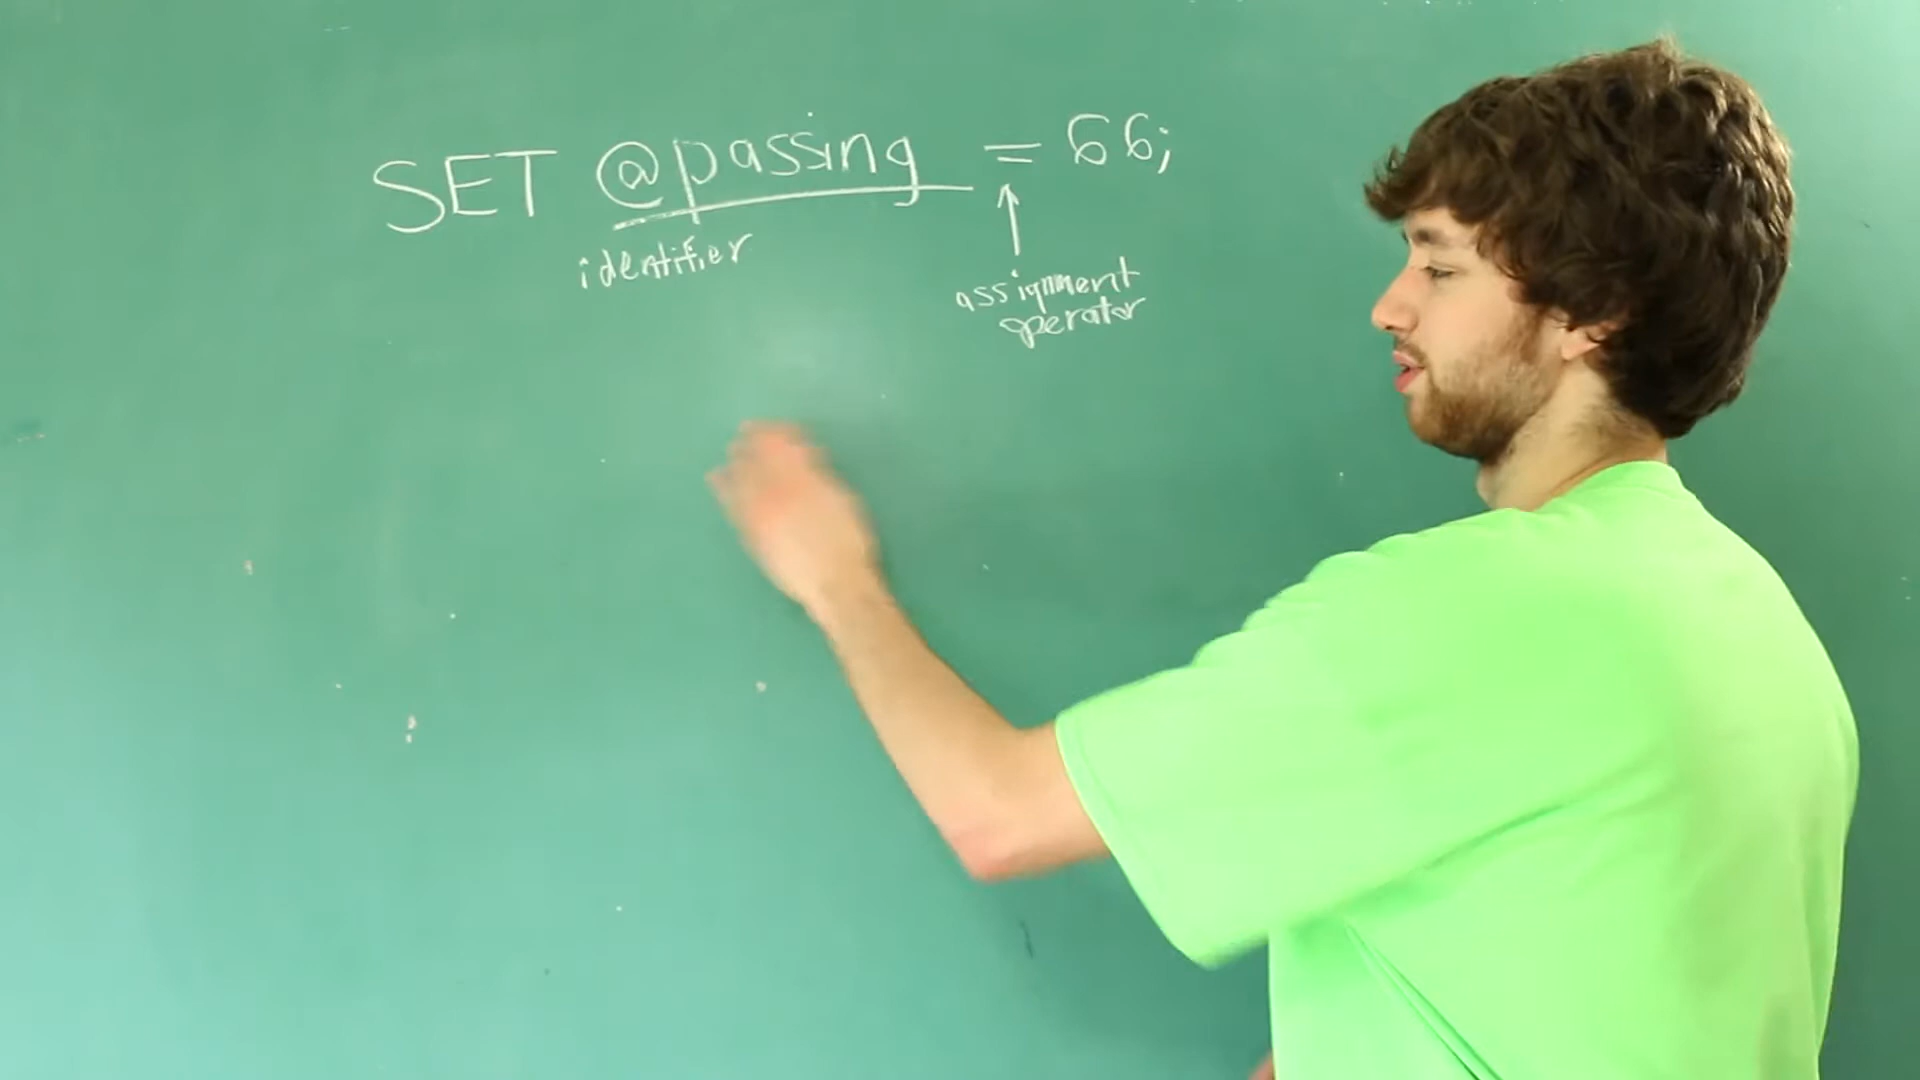 SET @passing = 66;
identifier
assignment
operator